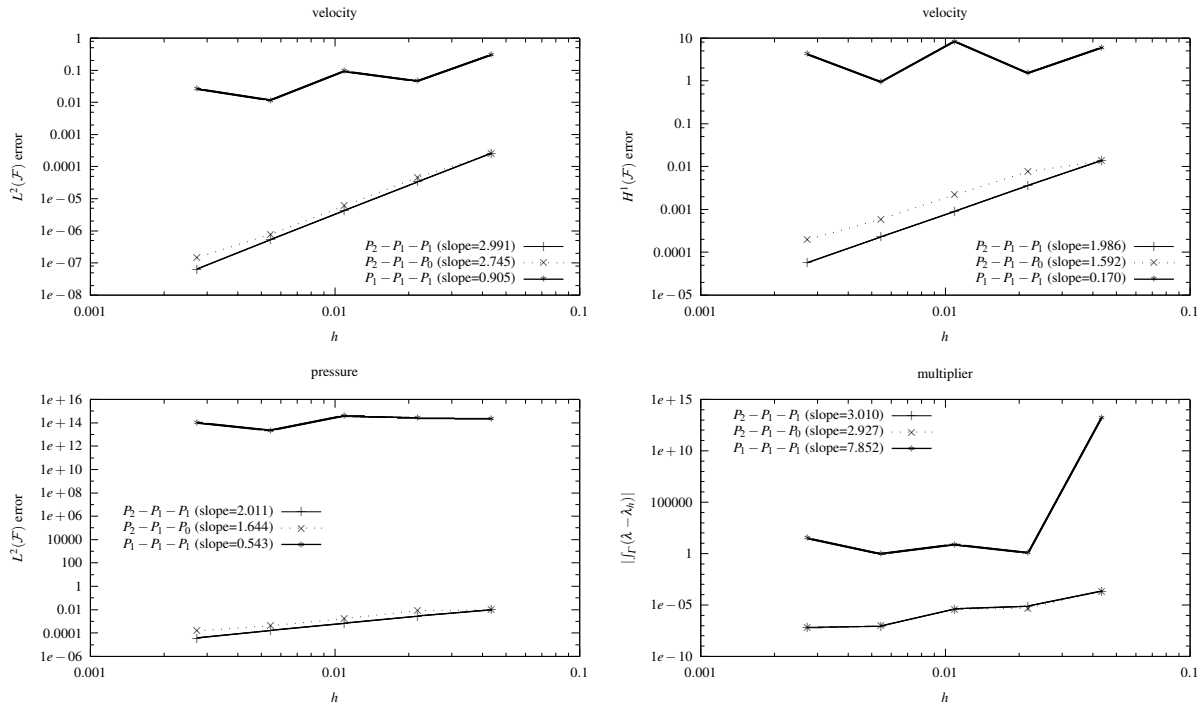 velocity
1
0.1
0.01
0.001
0.0001
1e−05
1e−06
1e−07
1e−08
L²(ℱ) error
P₂−P₁−P₁ (slope=2.991)
P₂−P₁−P₀ (slope=2.745)
P₁−P₁−P₁ (slope=0.905)
0.001
0.01
0.1
h
velocity
10
1
0.1
0.01
0.001
0.0001
1e−05
H¹(ℱ) error
P₂−P₁−P₁ (slope=1.986)
P₂−P₁−P₀ (slope=1.592)
P₁−P₁−P₁ (slope=0.170)
0.001
0.01
0.1
h
pressure
1e+16
1e+14
1e+12
1e+10
1e+08
1e+06
10000
100
1
0.01
0.0001
1e−06
L²(ℱ) error
P₂−P₁−P₁ (slope=2.011)
P₂−P₁−P₀ (slope=1.644)
P₁−P₁−P₁ (slope=0.543)
0.001
0.01
0.1
h
multiplier
1e+15
1e+10
100000
1
1e−05
1e−10
|∫Γ(λ−λₕ)|
P₂−P₁−P₁ (slope=3.010)
P₂−P₁−P₀ (slope=2.927)
P₁−P₁−P₁ (slope=7.852)
0.001
0.01
0.1
h